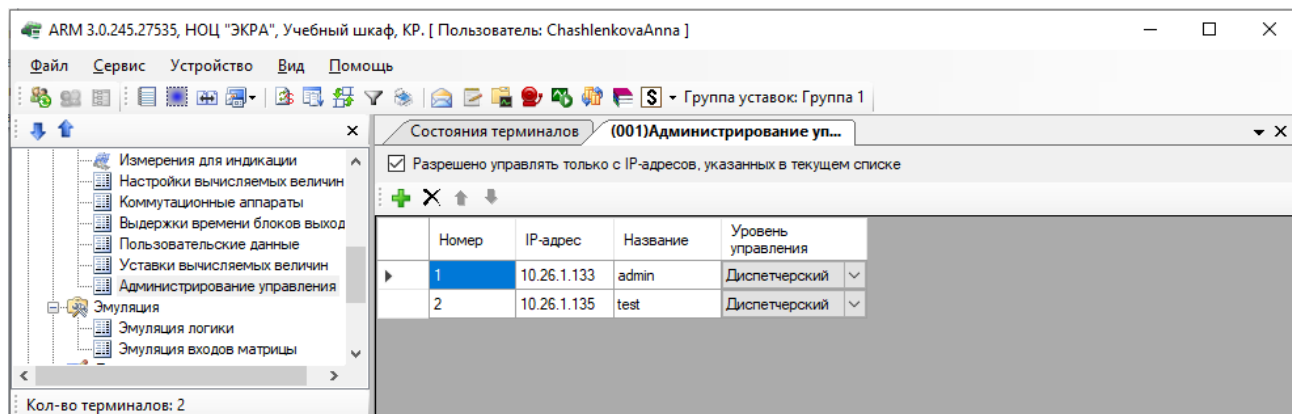 ARM 3.0.245.27535, НОЦ "ЭКРА", Учебный шкаф, КР. [ Пользователь: ChashlenkovaAnna ]
Файл Сервис Устройство Вид Помощь
S Группа уставок: Группа 1
Состояния терминалов (001)Администрирование уп...
Измерения для индикации
Настройки вычисляемых величин
Коммутационные аппараты
Выдержки времени блоков выход
Пользовательские данные
Уставки вычисляемых величин
Администрирование управления
Эмуляция
Эмуляция логики
Эмуляция входов матрицы
Кол-во терминалов: 2
Разрешено управлять только с IP-адресов, указанных в текущем списке
Номер IP-адрес Название Уровень управления
1 10.26.1.133 admin Диспетчерский
2 10.26.1.135 test Диспетчерский